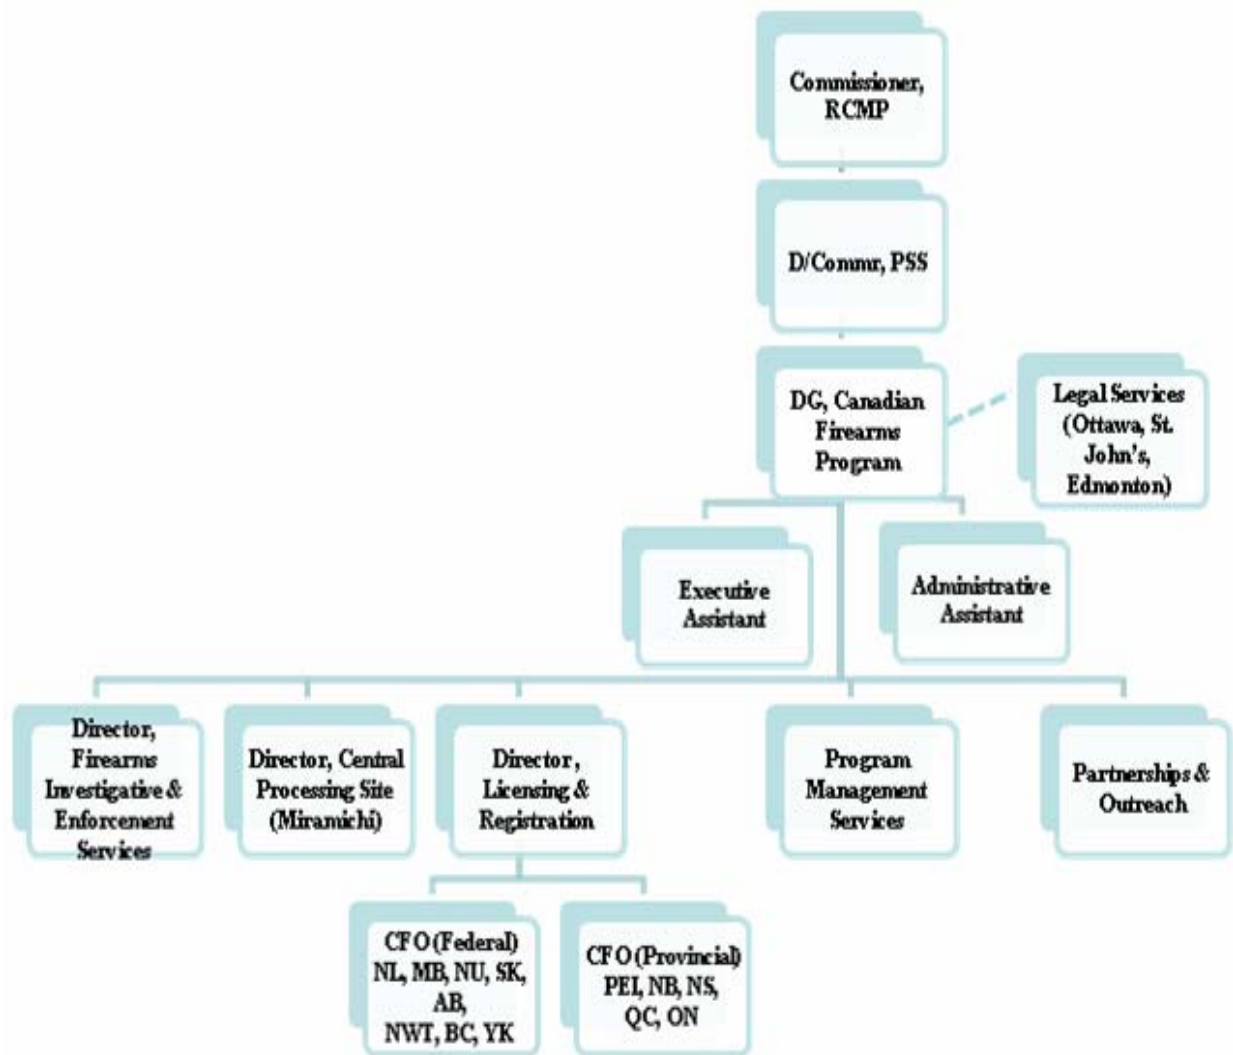 Commissioner,
RCMP
D/Commr, PSS
DG, Canadian
Firearms
Program
Legal Services
(Ottawa, St.
John's,
Edmonton)
Executive
Assistant
Administrative
Assistant
Director,
Firearms
Investigative &
Enforcement
Services
Director, Central
Processing Site
(Miramichi)
Director,
Licensing &
Registration
Program
Management
Services
Partnerships &
Outreach
CFO (Federal)
NL, MB, NU, SK,
AB,
NWT, BC, YK
CFO (Provincial)
PEI, NB, NS,
QC, ON